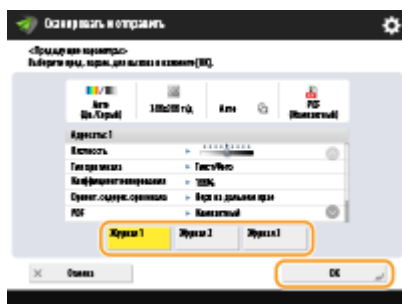 Сканировать и отправить
<Предыдущие параметры>
Выберите пред. парам. для вызова и нажмите [OK].
Авто
(Цв./Серый)
300x300 т/д
Авто
PDF
(Компактный)
Адресаты: 1
Плотность
Тип оригинала
Текст/Фото
Коэффициент копирования
100%
Ориент. содерж. оригинала
Верх на дальнем крае
PDF
Компактный
Журнал 1
Журнал 2
Журнал 3
Отмена
OK